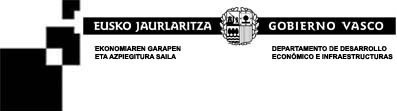 EUSKO JAURLARITZA
GOBIERNO VASCO
EKONOMIAREN GARAPEN
ETA AZPIEGITURA SAILA
DEPARTAMENTO DE DESARROLLO
ECONÓMICO E INFRAESTRUCTURAS